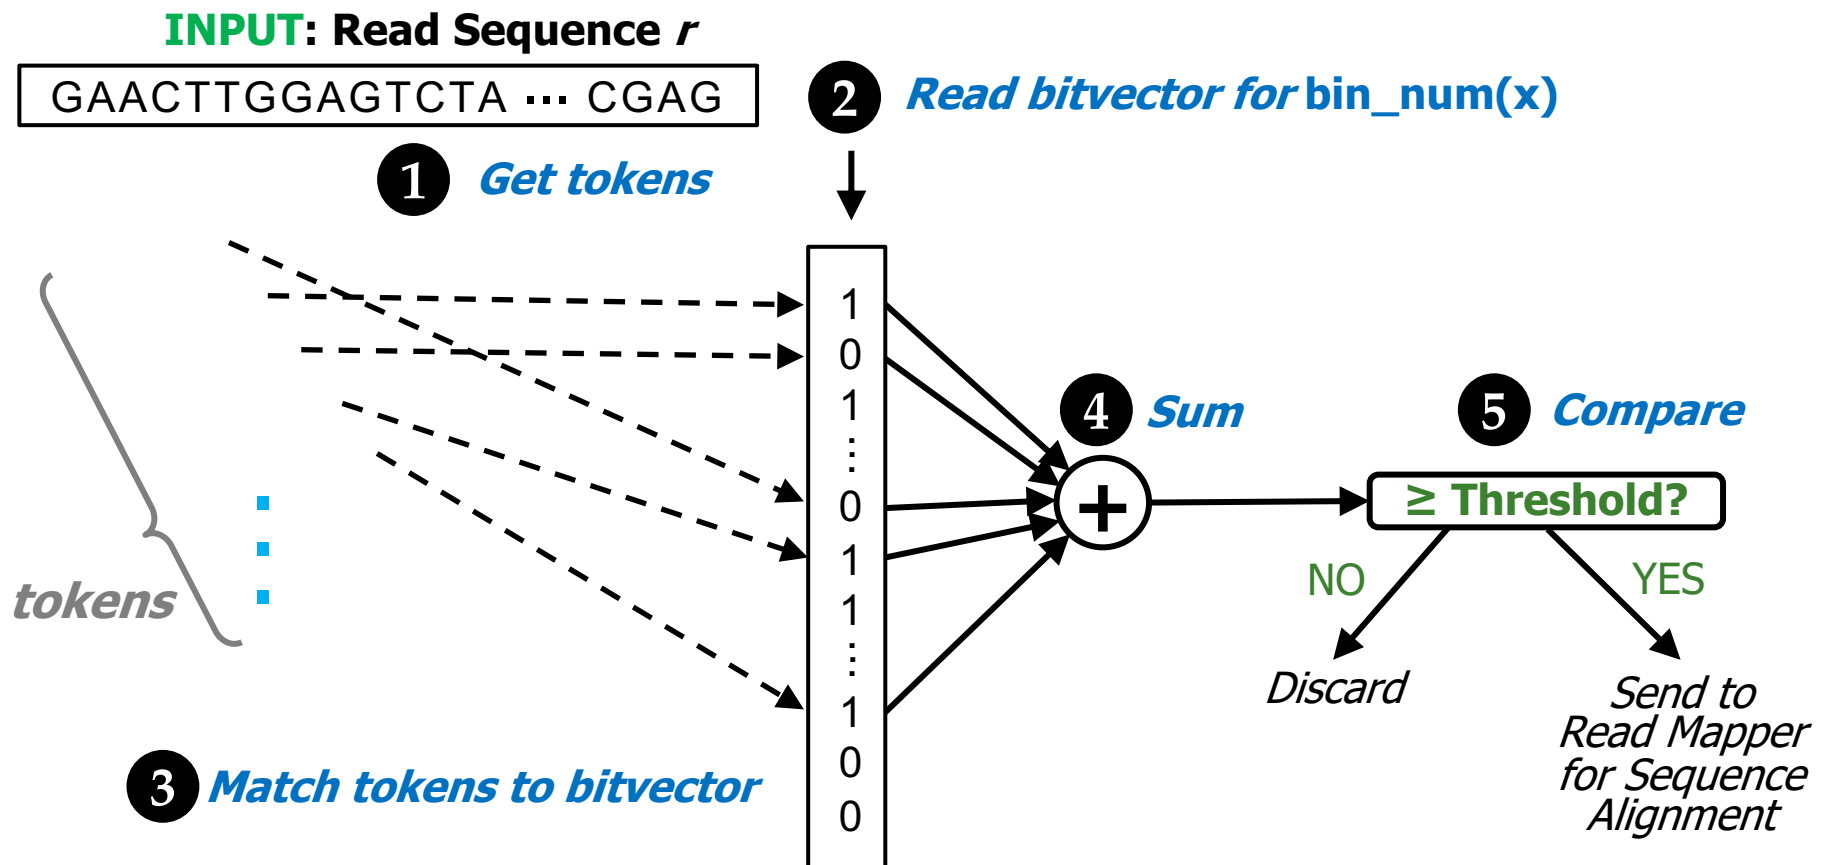 INPUT: Read Sequence r
GAACTTGGAGTCTA ··· CGAG
2 Read bitvector for bin_num(x)
1 Get tokens
1
0
1
⋮
0
1
1
⋮
1
0
0
tokens
3 Match tokens to bitvector
4 Sum
+
5 Compare
≥ Threshold?
NO
YES
Discard
Send to
Read Mapper
for Sequence
Alignment